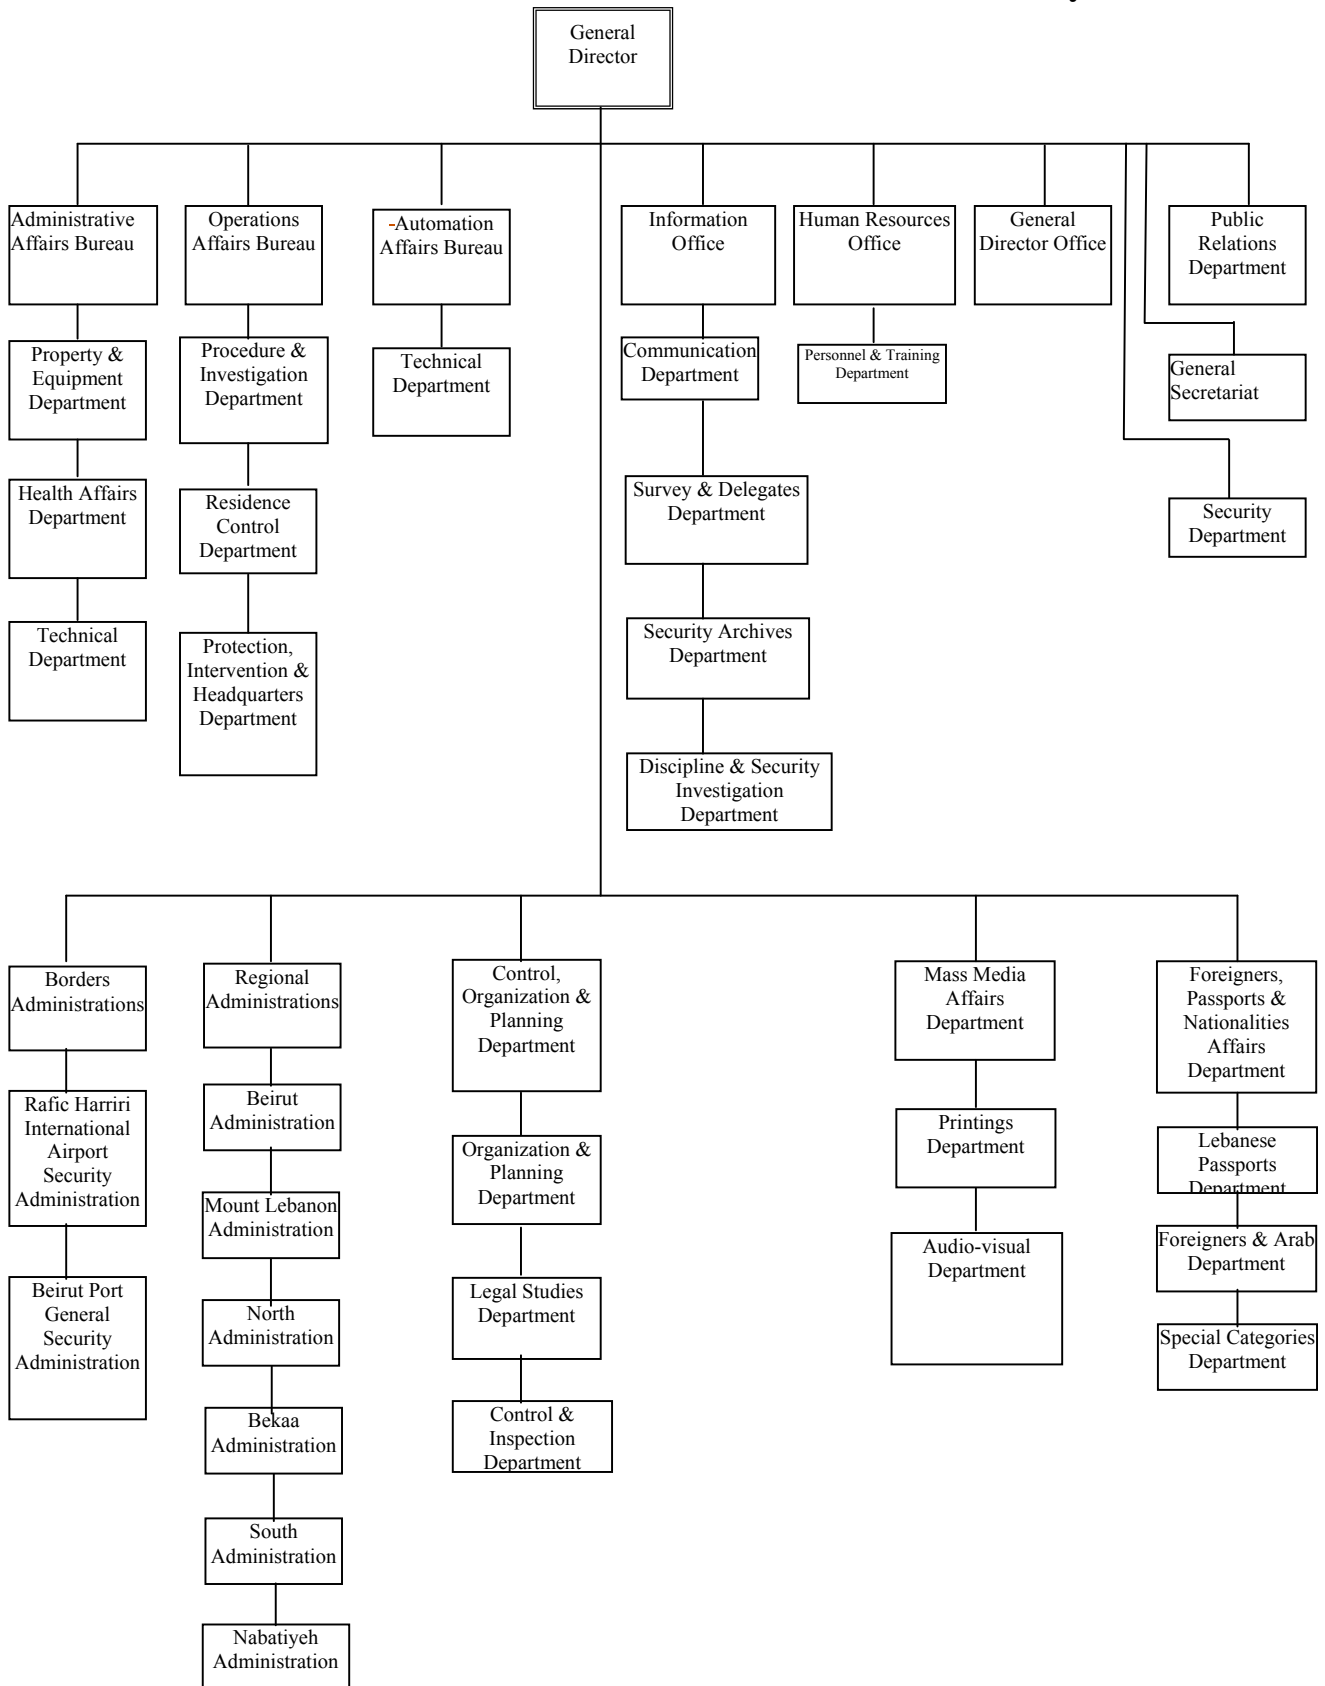 General
Director
Administrative
Affairs Bureau
Operations
Affairs Bureau
-Automation
Affairs Bureau
Information
Office
Human Resources
Office
General
Director Office
Public
Relations
Department
Property &
Equipment
Department
Procedure &
Investigation
Department
Technical
Department
Communication
Department
Personnel & Training
Department
General
Secretariat
Health Affairs
Department
Residence
Control
Department
Survey & Delegates
Department
Security
Department
Technical
Department
Protection,
Intervention &
Headquarters
Department
Security Archives
Department
Discipline & Security
Investigation
Department
Borders
Administrations
Regional
Administrations
Control,
Organization &
Planning
Department
Mass Media
Affairs
Department
Foreigners,
Passports &
Nationalities
Affairs
Department
Rafic Harriri
International
Airport
Security
Administration
Beirut
Administration
Organization &
Planning
Department
Printings
Department
Lebanese
Passports
Department
Mount Lebanon
Administration
Audio-visual
Department
Foreigners & Arab
Department
Beirut Port
General
Security
Administration
North
Administration
Legal Studies
Department
Special Categories
Department
Bekaa
Administration
Control &
Inspection
Department
South
Administration
Nabatiyeh
Administration